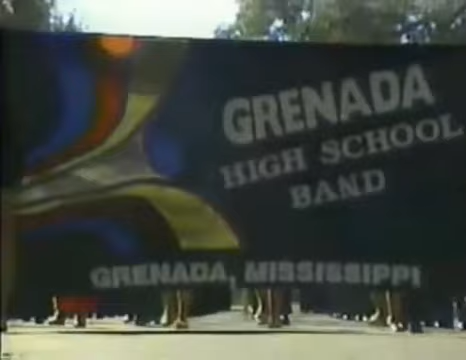 GRENADA
HIGH SCHOOL
BAND
GRENADA, MISSISSIPPI